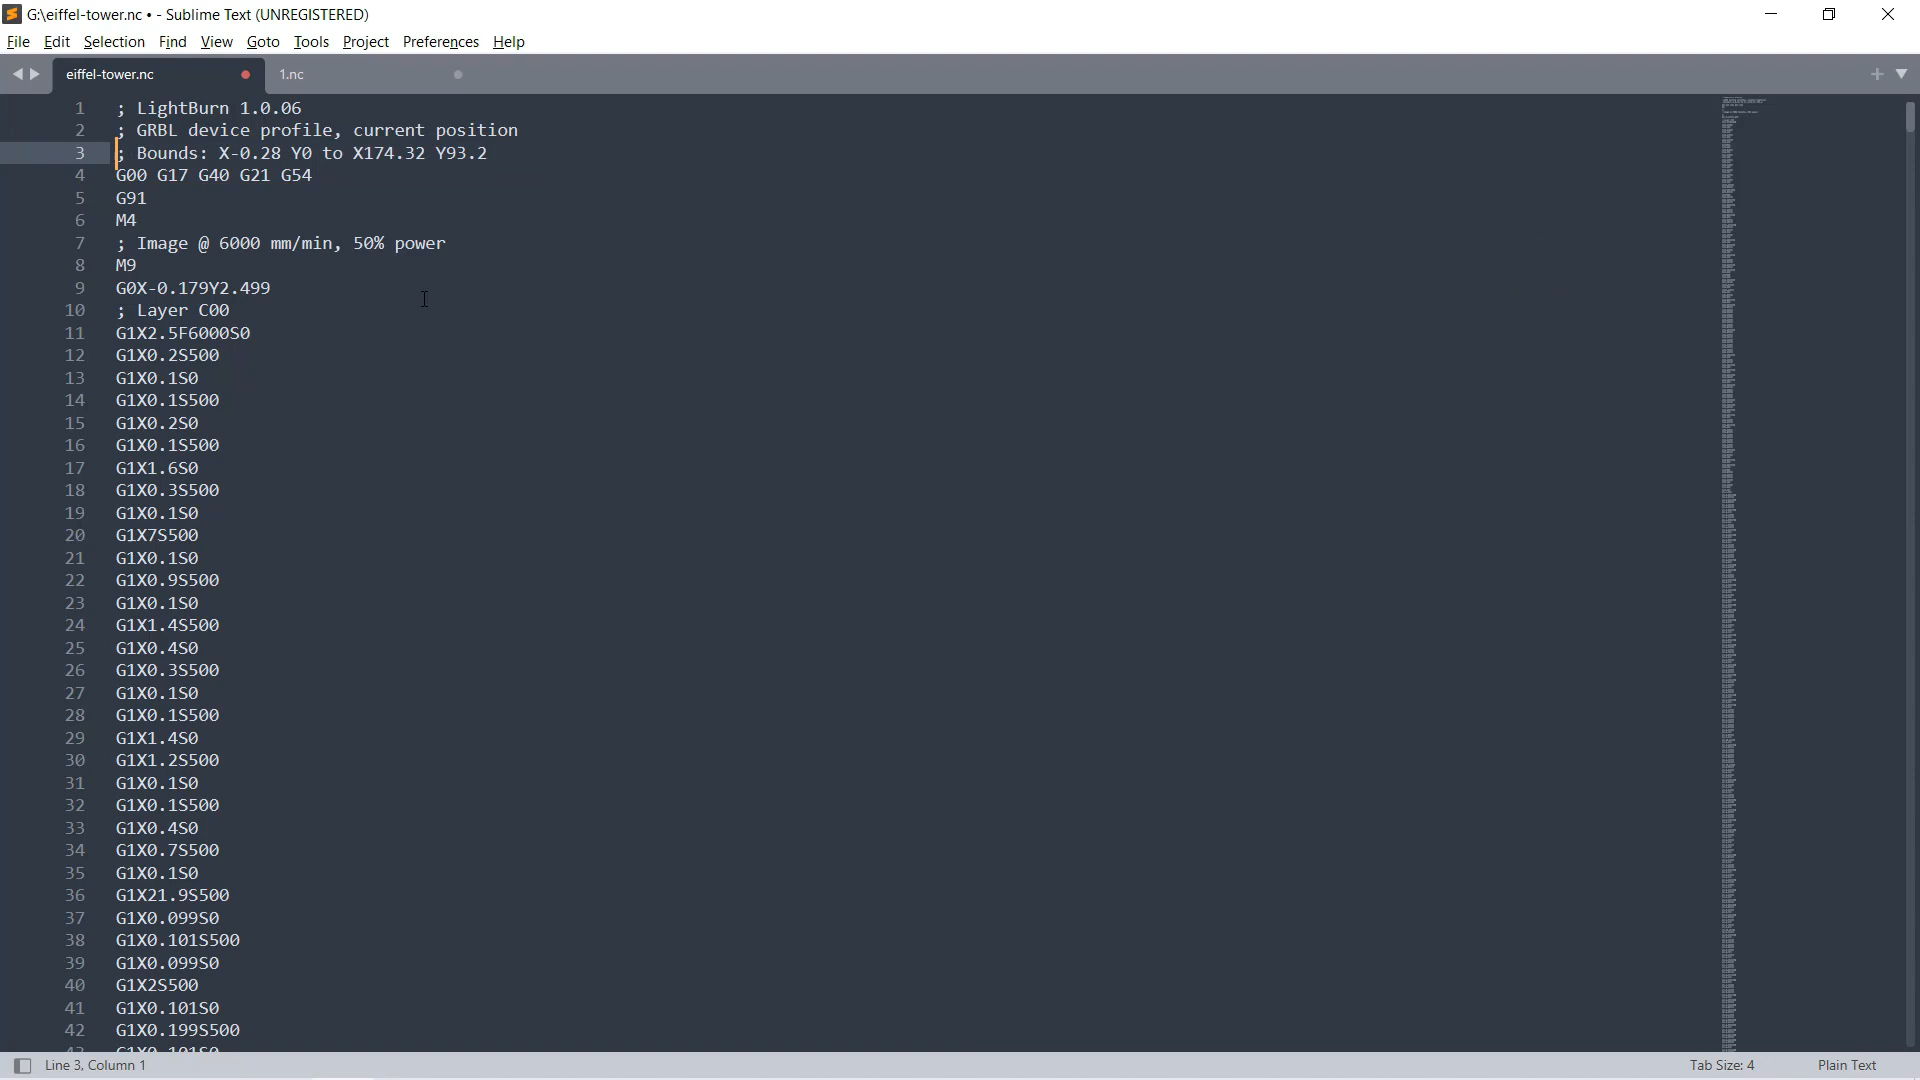 G:\eiffel-tower.nc • - Sublime Text (UNREGISTERED)
File Edit Selection Find View Goto Tools Project Preferences Help
eiffel-tower.nc 1.nc
1 ; LightBurn 1.0.06
2 ; GRBL device profile, current position
3 ; Bounds: X-0.28 Y0 to X174.32 Y93.2
4 G00 G17 G40 G21 G54
5 G91
6 M4
7 ; Image @ 6000 mm/min, 50% power
8 M9
9 G0X-0.179Y2.499
10 ; Layer C00
11 G1X2.5F6000S0
12 G1X0.2S500
13 G1X0.1S0
14 G1X0.1S500
15 G1X0.2S0
16 G1X0.1S500
17 G1X1.6S0
18 G1X0.3S500
19 G1X0.1S0
20 G1X7S500
21 G1X0.1S0
22 G1X0.9S500
23 G1X0.1S0
24 G1X1.4S500
25 G1X0.4S0
26 G1X0.3S500
27 G1X0.1S0
28 G1X0.1S500
29 G1X1.4S0
30 G1X1.2S500
31 G1X0.1S0
32 G1X0.1S500
33 G1X0.4S0
34 G1X0.7S500
35 G1X0.1S0
36 G1X21.9S500
37 G1X0.099S0
38 G1X0.101S500
39 G1X0.099S0
40 G1X2S500
41 G1X0.101S0
42 G1X0.199S500
43 G1X0.101S0
Line 3, Column 1 Tab Size: 4 Plain Text